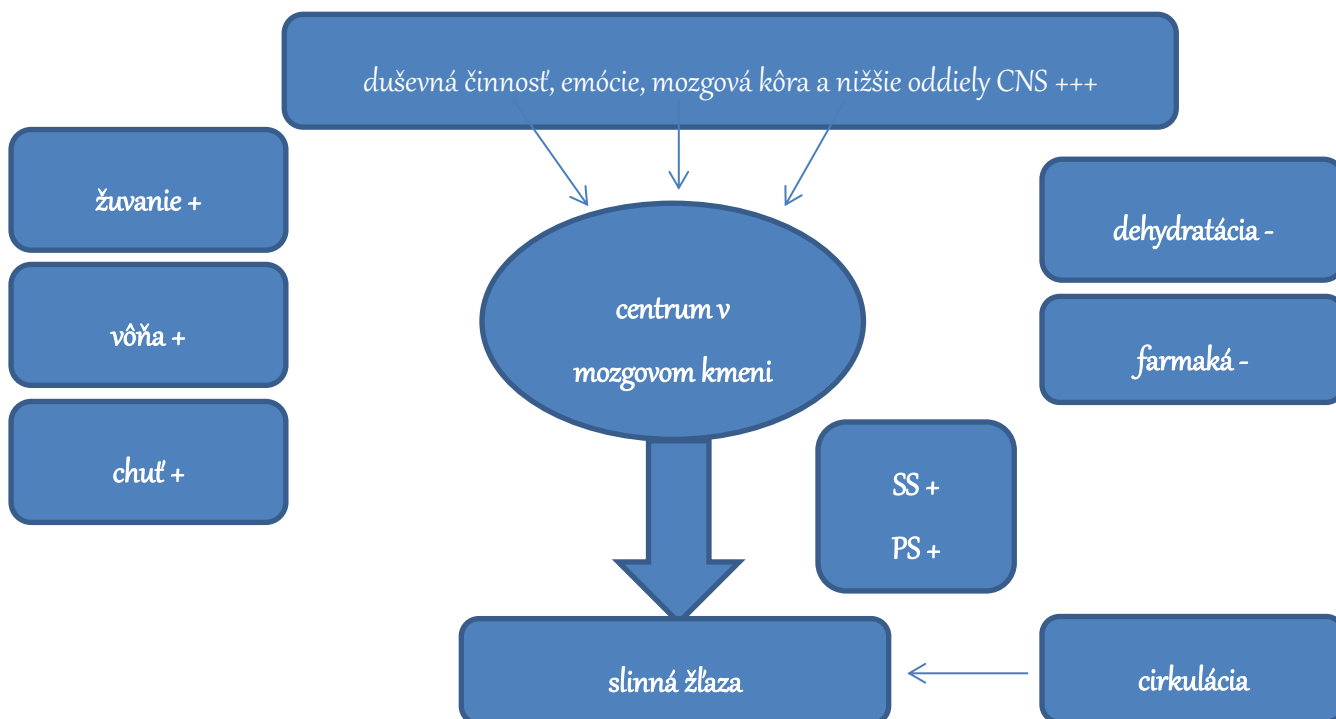 duševná činnosť, emócie, mozgová kôra a nižšie oddiely CNS +++
žuvanie +
vôňa +
chuť +
centrum v
mozgovom kmeni
dehydratácia -
farmaká -
SS +
PS +
slinná žľaza
cirkulácia